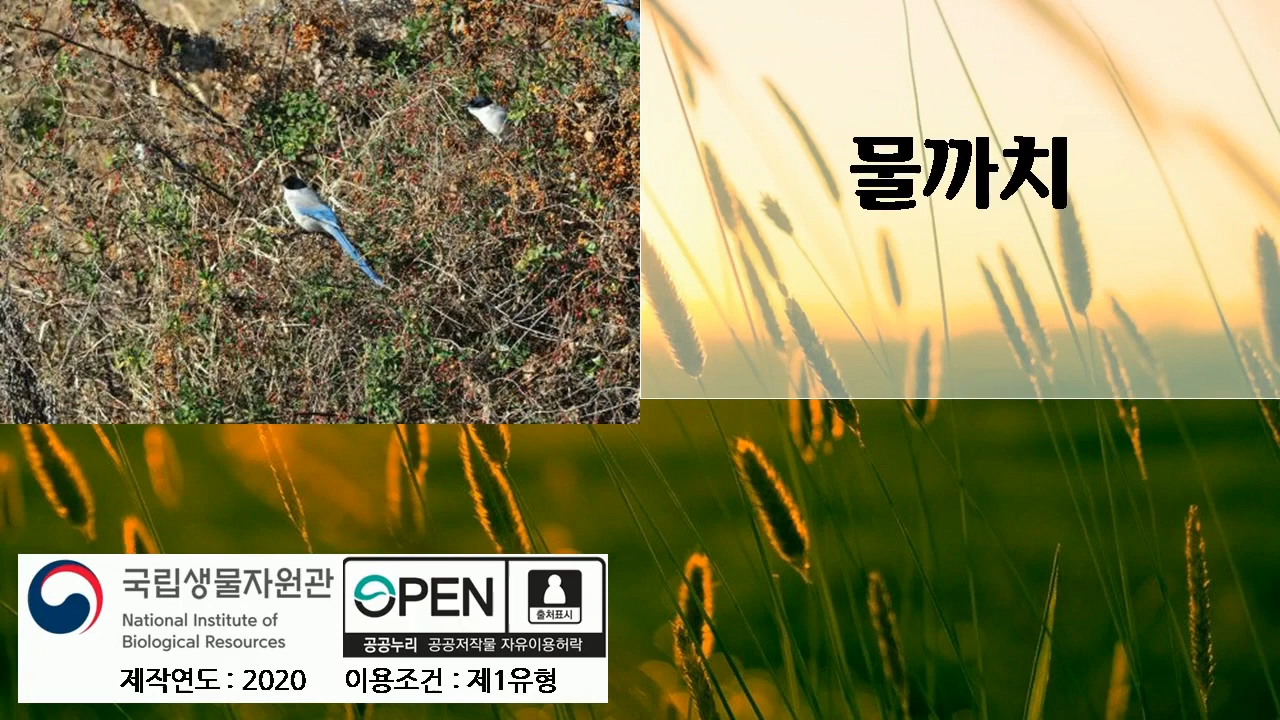 물까치
국립생물자원관
National Institute of
Biological Resources
OPEN
출처표시
공공누리 공공저작물 자유이용허락
제작연도 : 2020 이용조건 : 제1유형